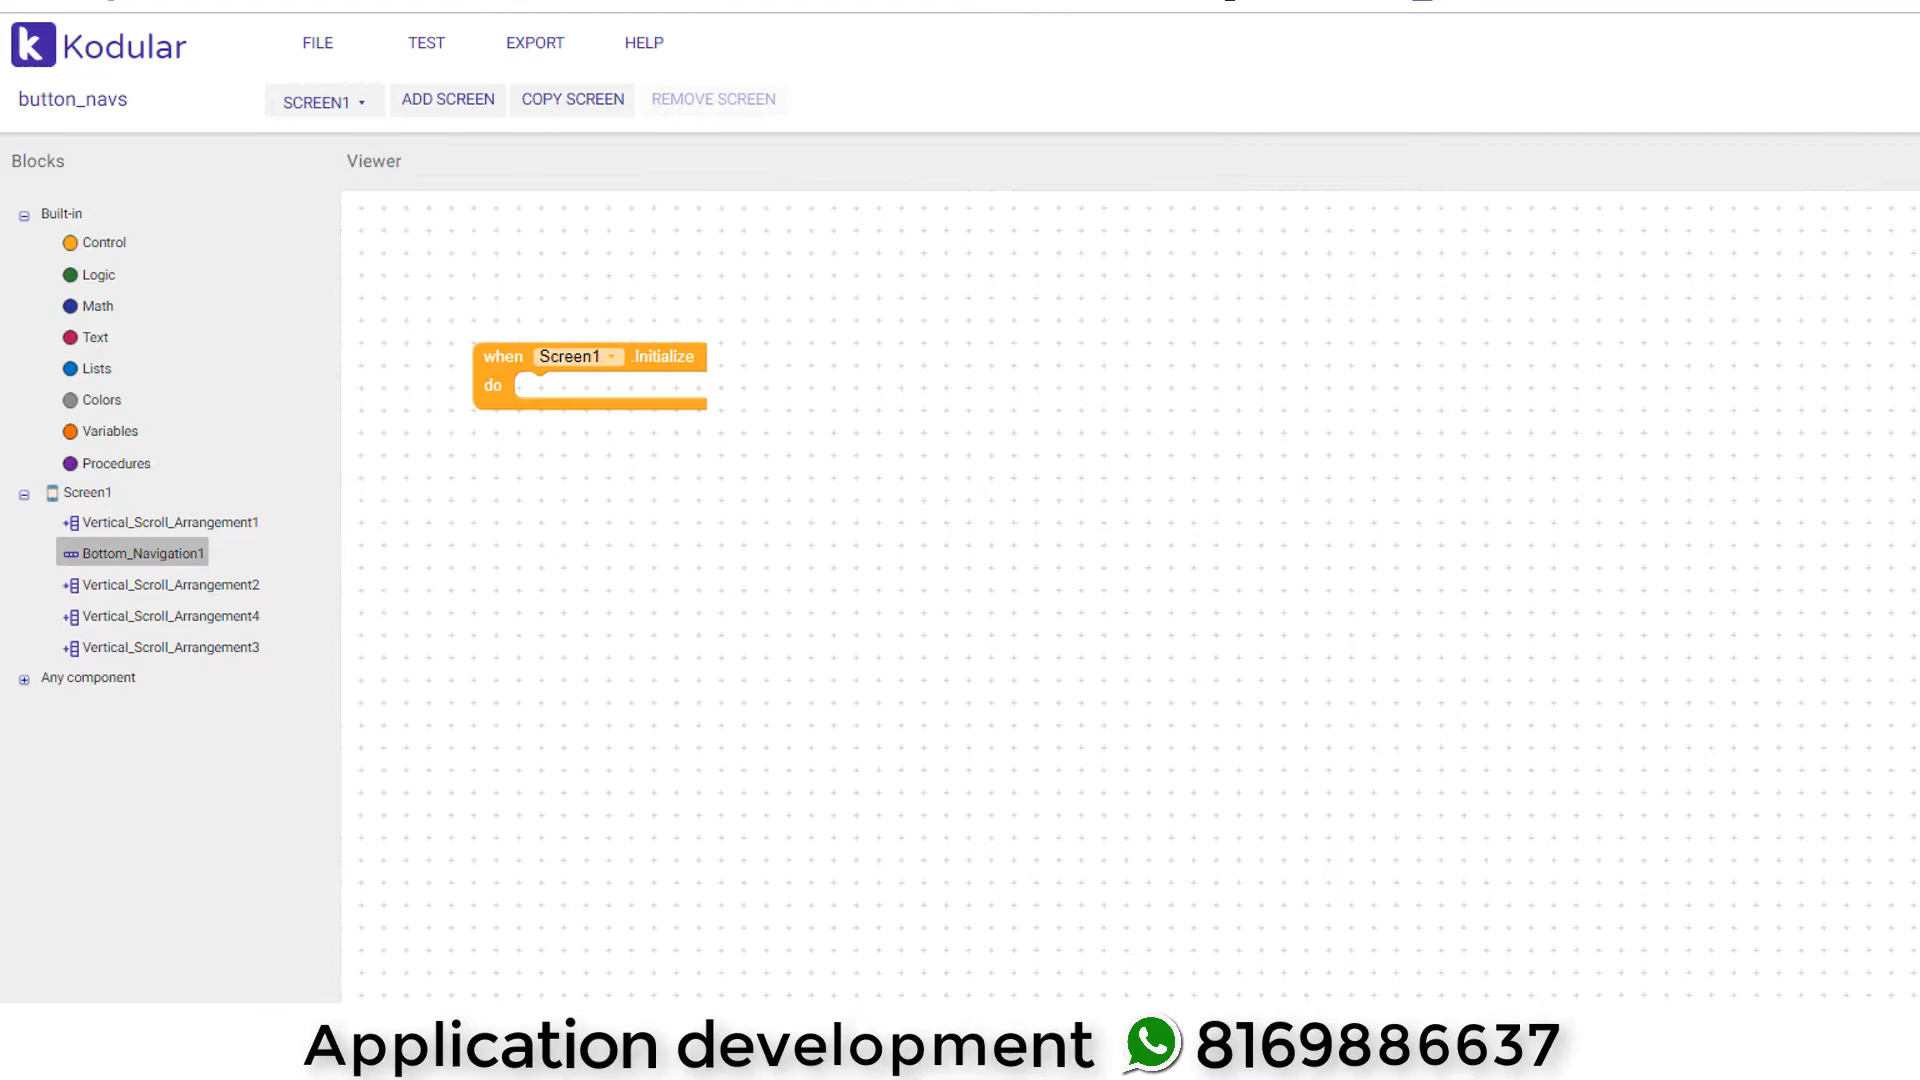 Kodular
FILE
TEST
EXPORT
HELP
button_navs
SCREEN1
ADD SCREEN
COPY SCREEN
REMOVE SCREEN
Blocks
Viewer
Built-in
Control
Logic
Math
Text
Lists
Colors
Variables
Procedures
Screen1
Vertical_Scroll_Arrangement1
Bottom_Navigation1
Vertical_Scroll_Arrangement2
Vertical_Scroll_Arrangement4
Vertical_Scroll_Arrangement3
Any component
when Screen1 .Initialize
do
Application development 8169886637